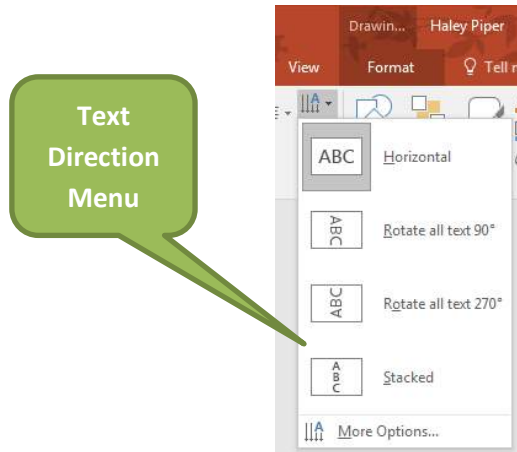 Drawin... Haley Piper
View Format Tell
Text
Direction
Menu
ABC Horizontal
ABC Rotate all text 90°
ABC Rotate all text 270°
ABC Stacked
A More Options...